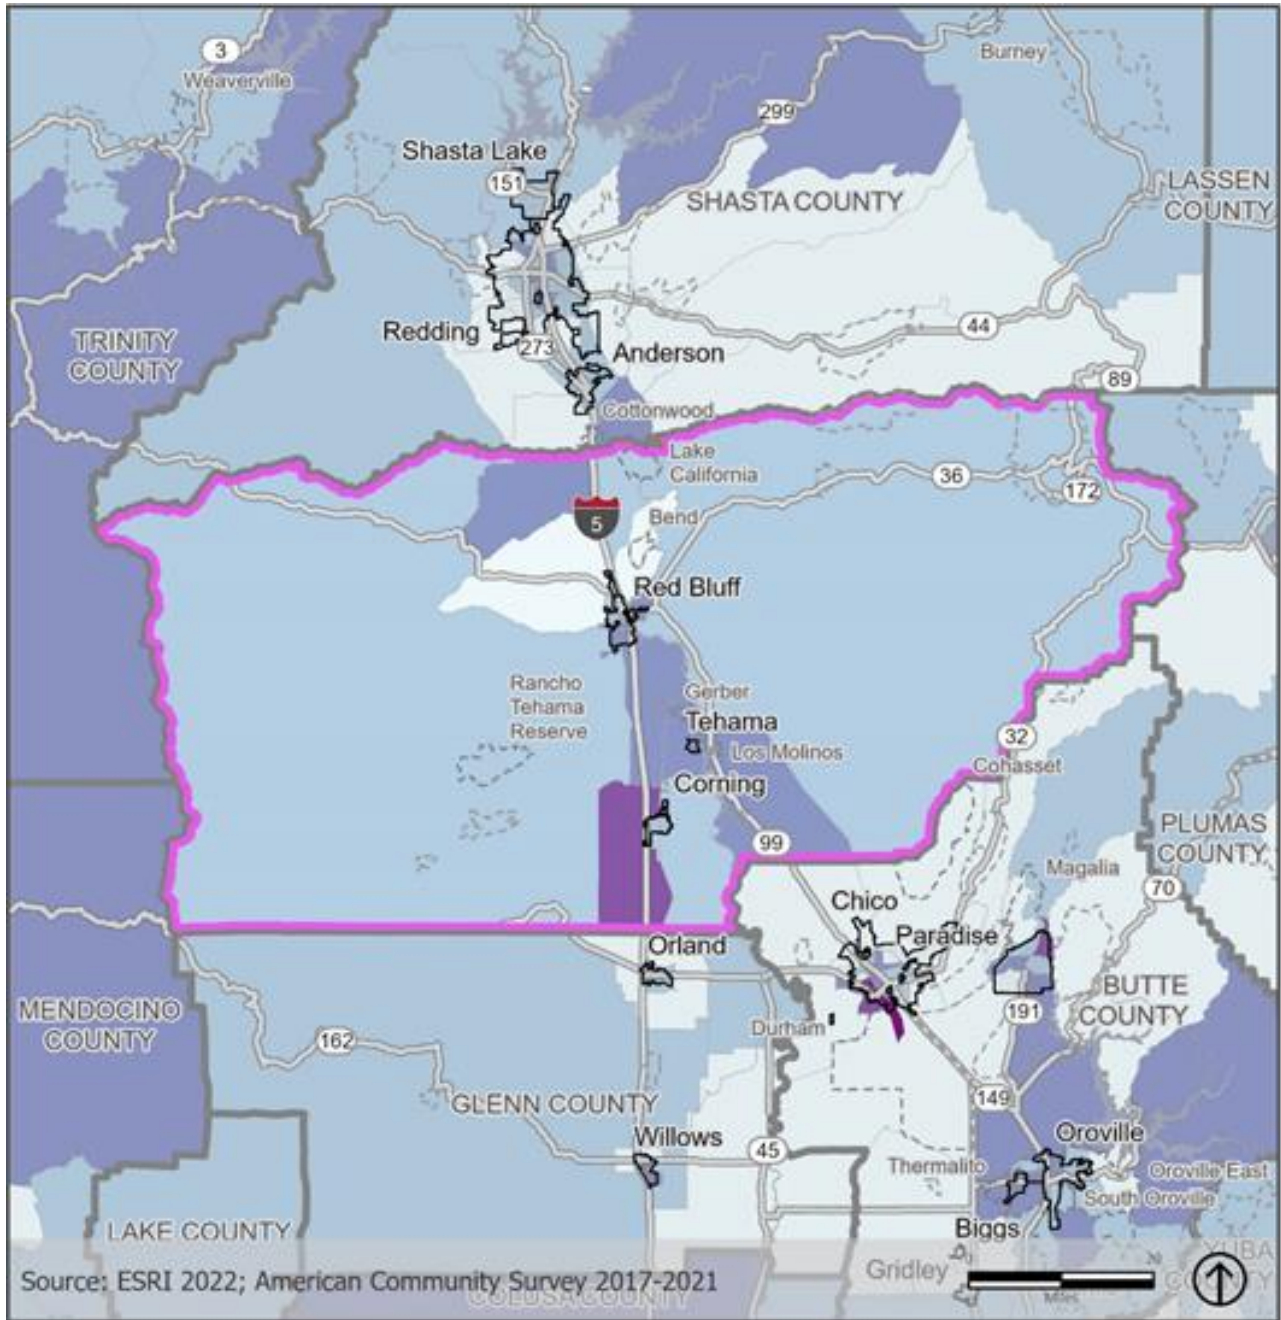 3
Weaverville
Burney
299
Shasta Lake
151
SHASTA COUNTY
LASSEN
COUNTY
TRINITY
COUNTY
Redding
273
Anderson
44
89
Cottonwood
Lake
California
36
172
5
Bend
Red Bluff
Rancho
Tehama
Reserve
Gerber
Tehama
Los Molinos
32
Cohasset
Corning
99
PLUMAS
COUNTY
Magalia
70
Chico
Paradise
Orland
MENDOCINO
COUNTY
162
Durham
191
BUTTE
COUNTY
149
GLENN COUNTY
Willows
45
Oroville
Thermalito
Oroville East
South Oroville
LAKE COUNTY
Biggs
YUBA
COUNTY
Gridley
Source: ESRI 2022; American Community Survey 2017-2021
COLUSA COUNTY
Miles